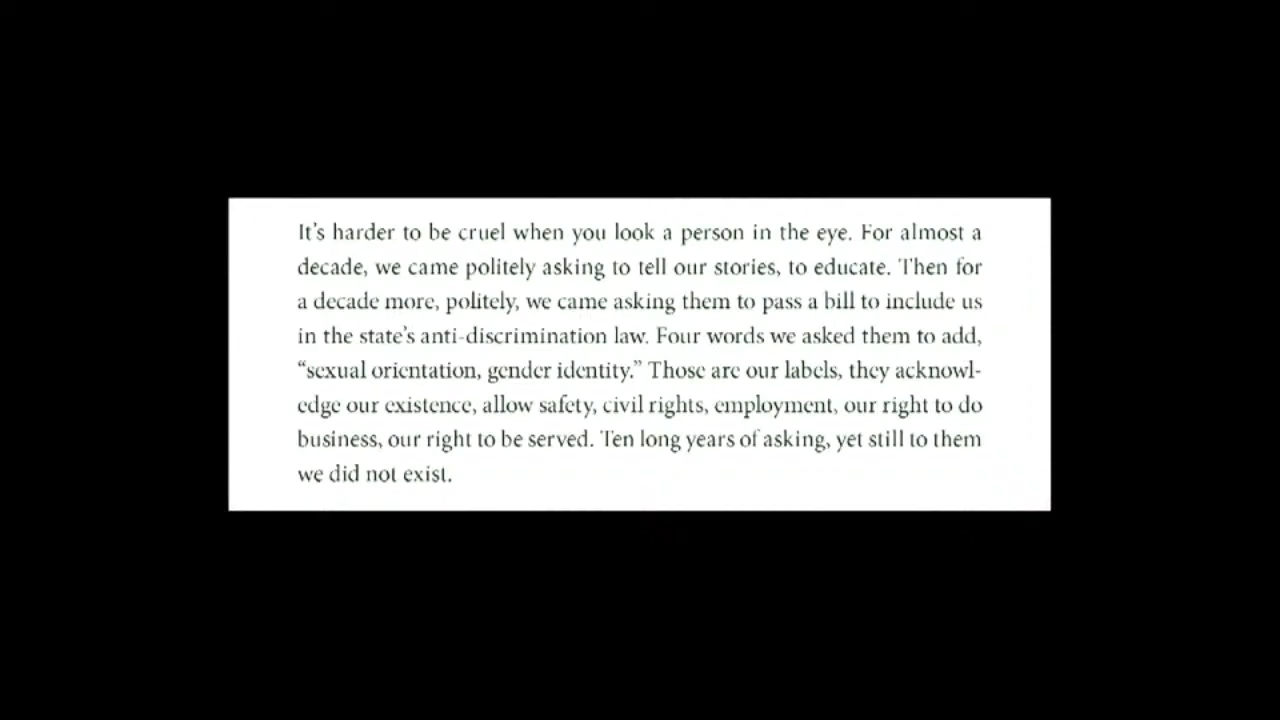 It’s harder to be cruel when you look a person in the eye. For almost a
decade, we came politely asking to tell our stories, to educate. Then for
a decade more, politely, we came asking them to pass a bill to include us
in the state’s anti-discrimination law. Four words we asked them to add,
“sexual orientation, gender identity.” Those are our labels, they acknowl-
edge our existence, allow safety, civil rights, employment, our right to do
business, our right to be served. Ten long years of asking, yet still to them
we did not exist.